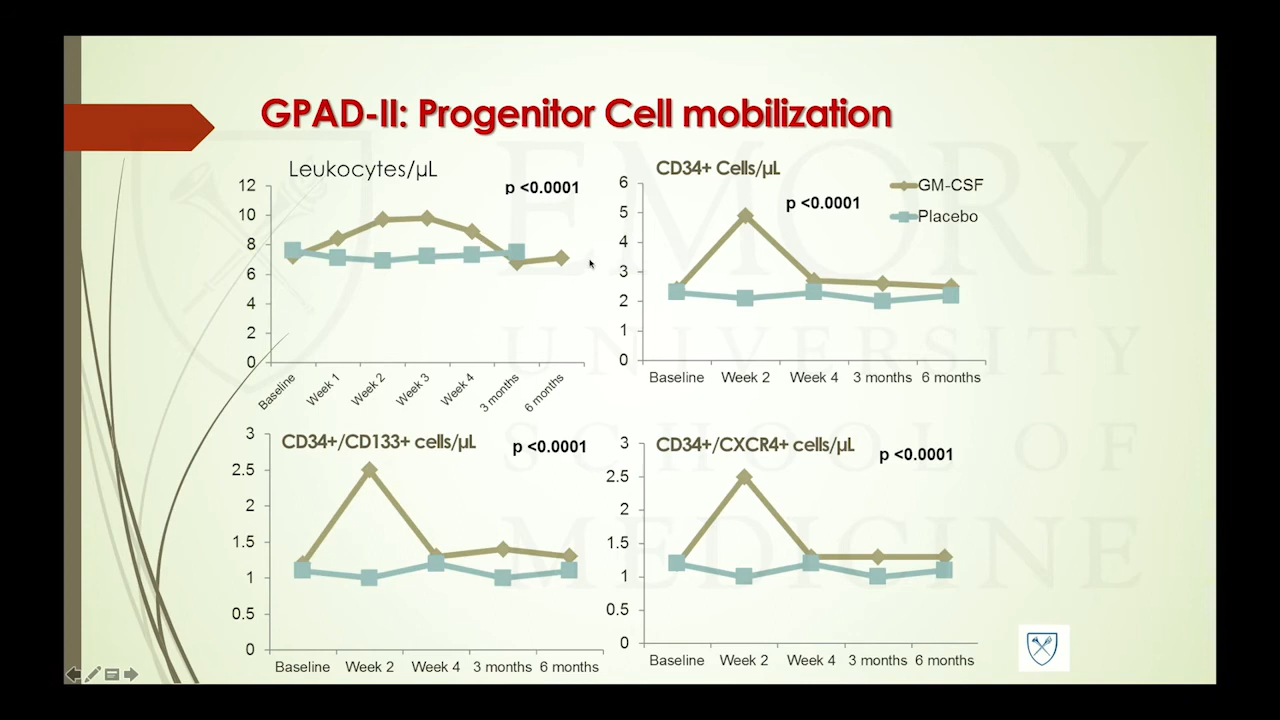 GPAD-II: Progenitor Cell mobilization
Leukocytes/µL
p <0.0001
12
10
8
6
4
2
0
Baseline
Week 1
Week 2
Week 3
Week 4
3 months
6 months
CD34+ Cells/µL
p <0.0001
GM-CSF
Placebo
6
5
4
3
2
1
0
Baseline Week 2 Week 4 3 months 6 months
CD34+/CD133+ cells/µL
p <0.0001
3
2.5
2
1.5
1
0.5
0
Baseline Week 2 Week 4 3 months 6 months
CD34+/CXCR4+ cells/µL
p <0.0001
3
2.5
2
1.5
1
0.5
0
Baseline Week 2 Week 4 3 months 6 months
EMORY
UNIVERSITY
SCHOOL OF
MEDICINE